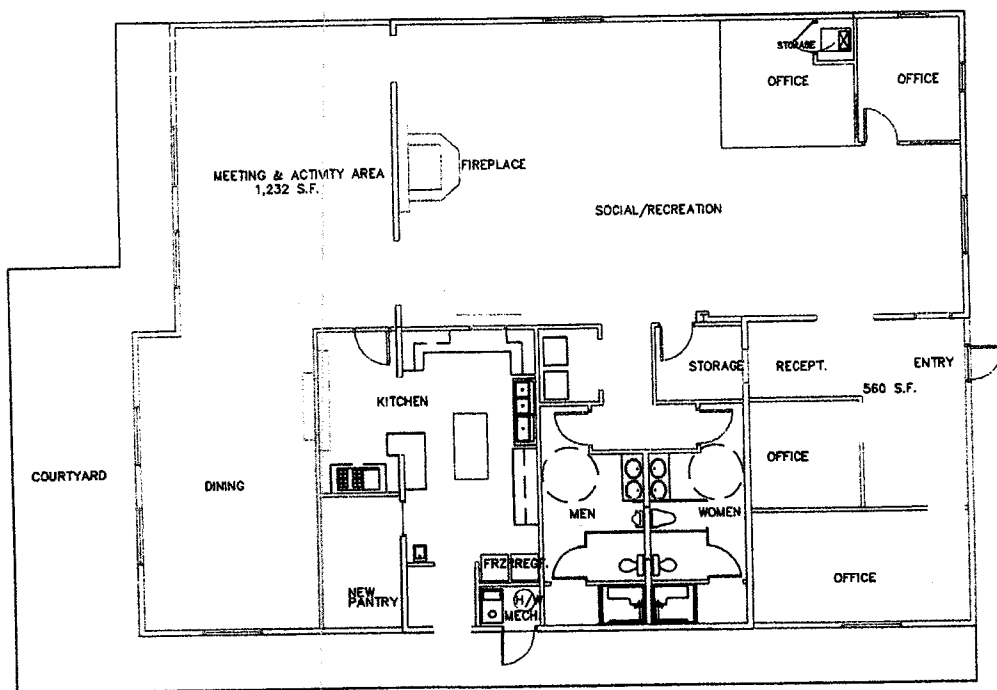 STORAGE
OFFICE
OFFICE
MEETING & ACTIVITY AREA
1,232 S.F.
FIREPLACE
SOCIAL/RECREATION
STORAGE
RECEPT.
ENTRY
560 S.F.
KITCHEN
COURTYARD
DINING
OFFICE
MEN
WOMEN
FRZR
REGF.
NEW
PANTRY
H/W
MECH.
OFFICE